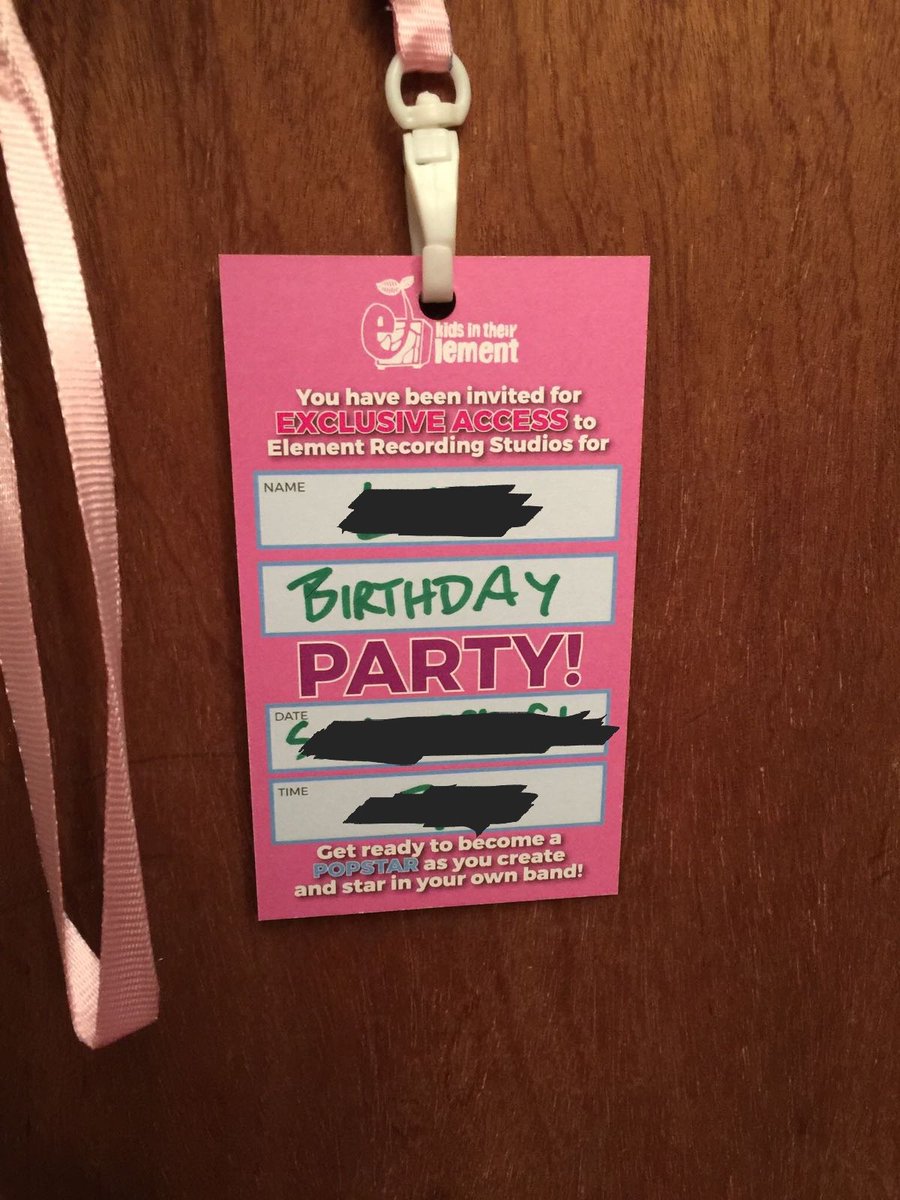 kids in their
element
You have been invited for
EXCLUSIVE ACCESS to
Element Recording Studios for
NAME
BIRTHDAY
PARTY!
DATE
TIME
Get ready to become a
POPSTAR as you create
and star in your own band!